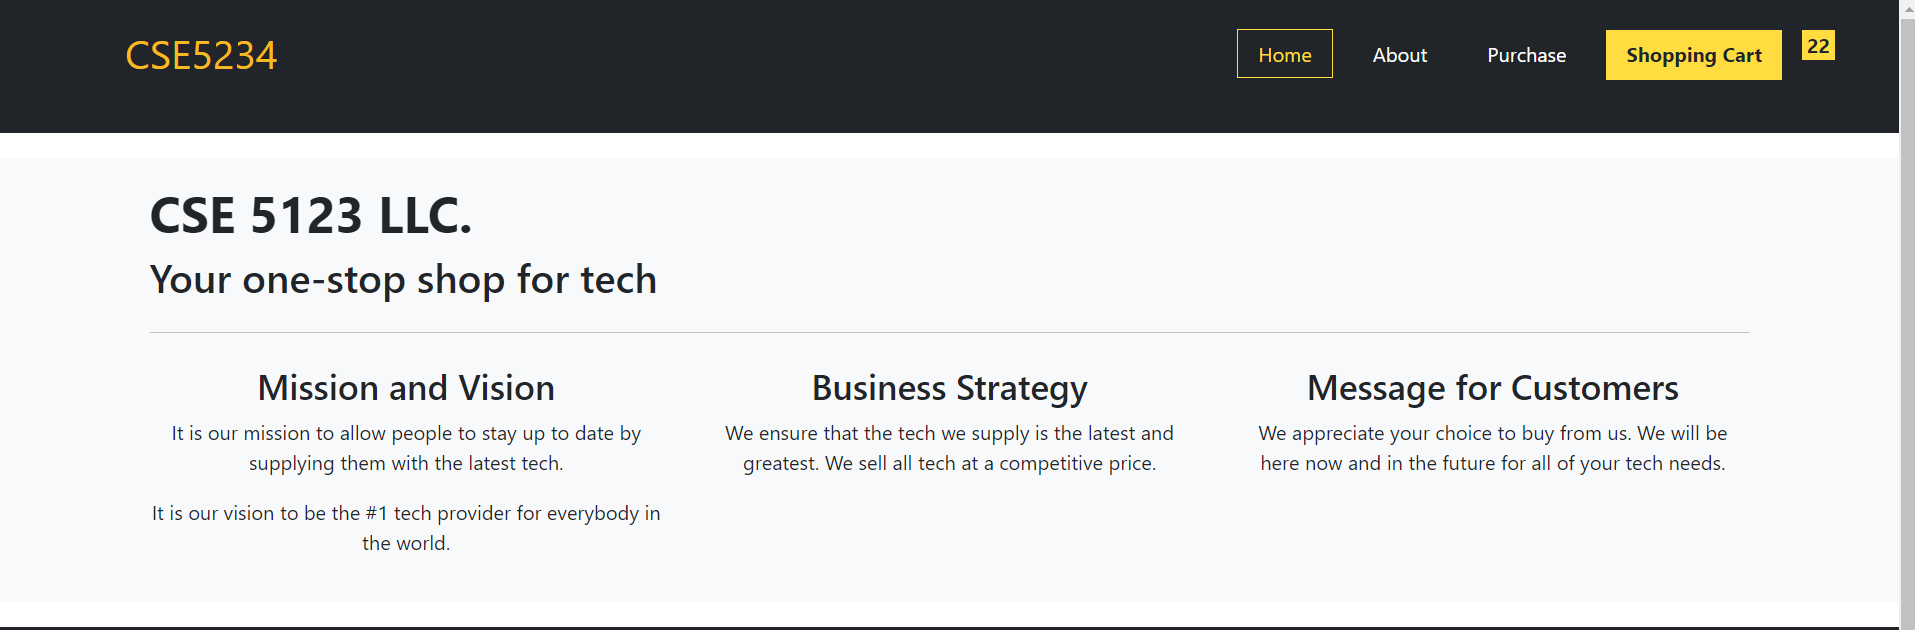 CSE5234
Home
About
Purchase
Shopping Cart
22
CSE 5123 LLC.
Your one-stop shop for tech
Mission and Vision
It is our mission to allow people to stay up to date by
supplying them with the latest tech.
It is our vision to be the #1 tech provider for everybody in
the world.
Business Strategy
We ensure that the tech we supply is the latest and
greatest. We sell all tech at a competitive price.
Message for Customers
We appreciate your choice to buy from us. We will be
here now and in the future for all of your tech needs.